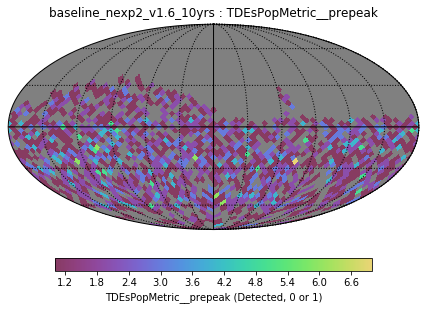 baseline_nexp2_v1.6_10yrs : TDEsPopMetric__prepeak
1.2 1.8 2.4 3.0 3.6 4.2 4.8 5.4 6.0 6.6
TDEsPopMetric__prepeak (Detected, 0 or 1)